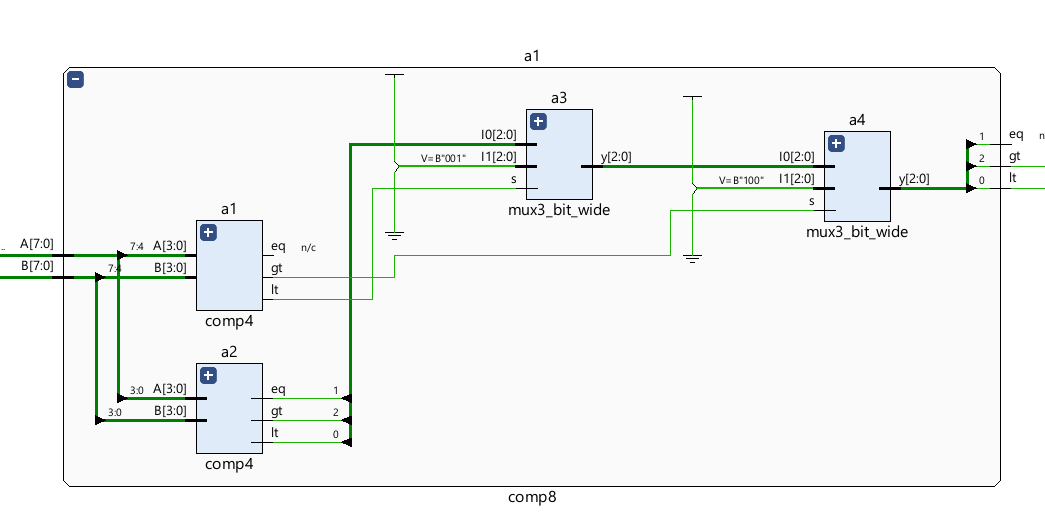 a1
a3
I0[2:0]
V=B"001" I1[2:0] y[2:0]
s
mux3_bit_wide
a4
I0[2:0]
V=B"100" I1[2:0] y[2:0]
s
mux3_bit_wide
1 eq n
2 gt
0 lt
a1
A[7:0] 7:4 A[3:0] eq n/c
B[7:0] 7:4 B[3:0] gt
lt
comp4
a2
3:0 A[3:0] eq 1
3:0 B[3:0] gt 2
lt 0
comp4
comp8